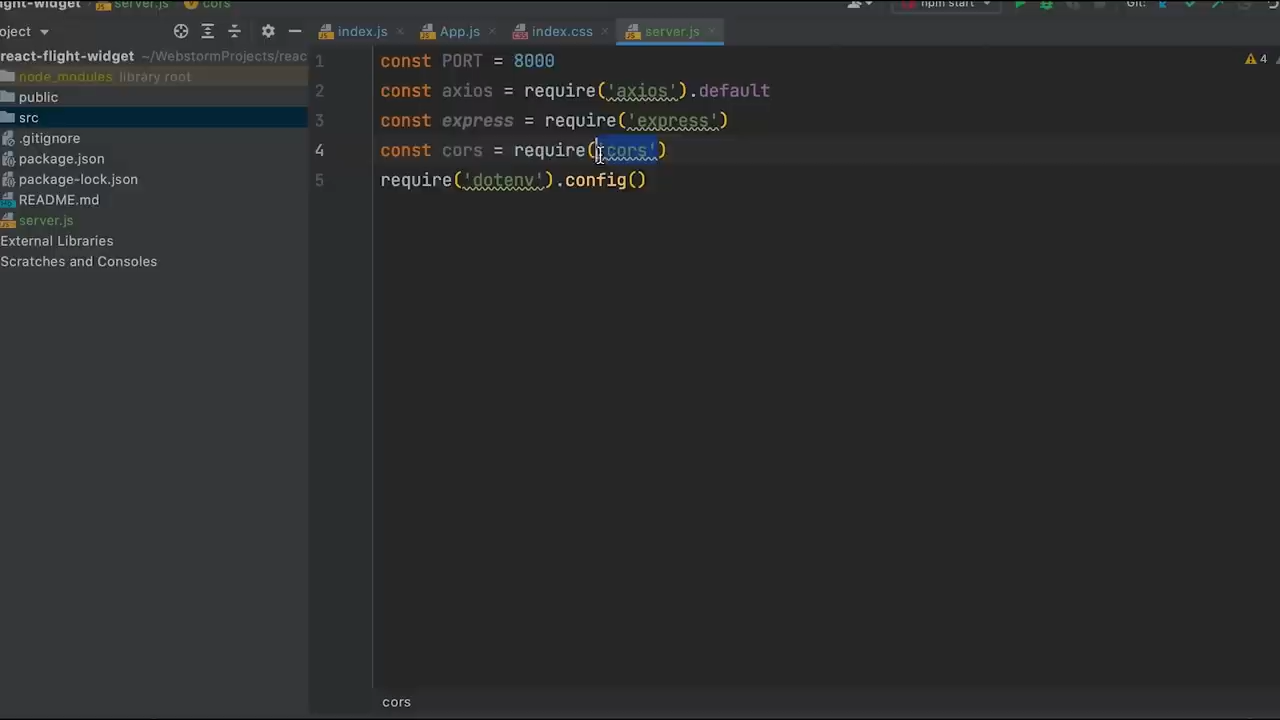 ght-widget server.js cors npm start Git:
oject index.js App.js index.css server.js
react-flight-widget ~/WebstormProjects/reac
node_modules library root
public
src
.gitignore
package.json
package-lock.json
README.md
server.js
External Libraries
Scratches and Consoles
1 const PORT = 8000
2 const axios = require('axios').default
3 const express = require('express')
4 const cors = require('cors')
5 require('dotenv').config()
4
cors